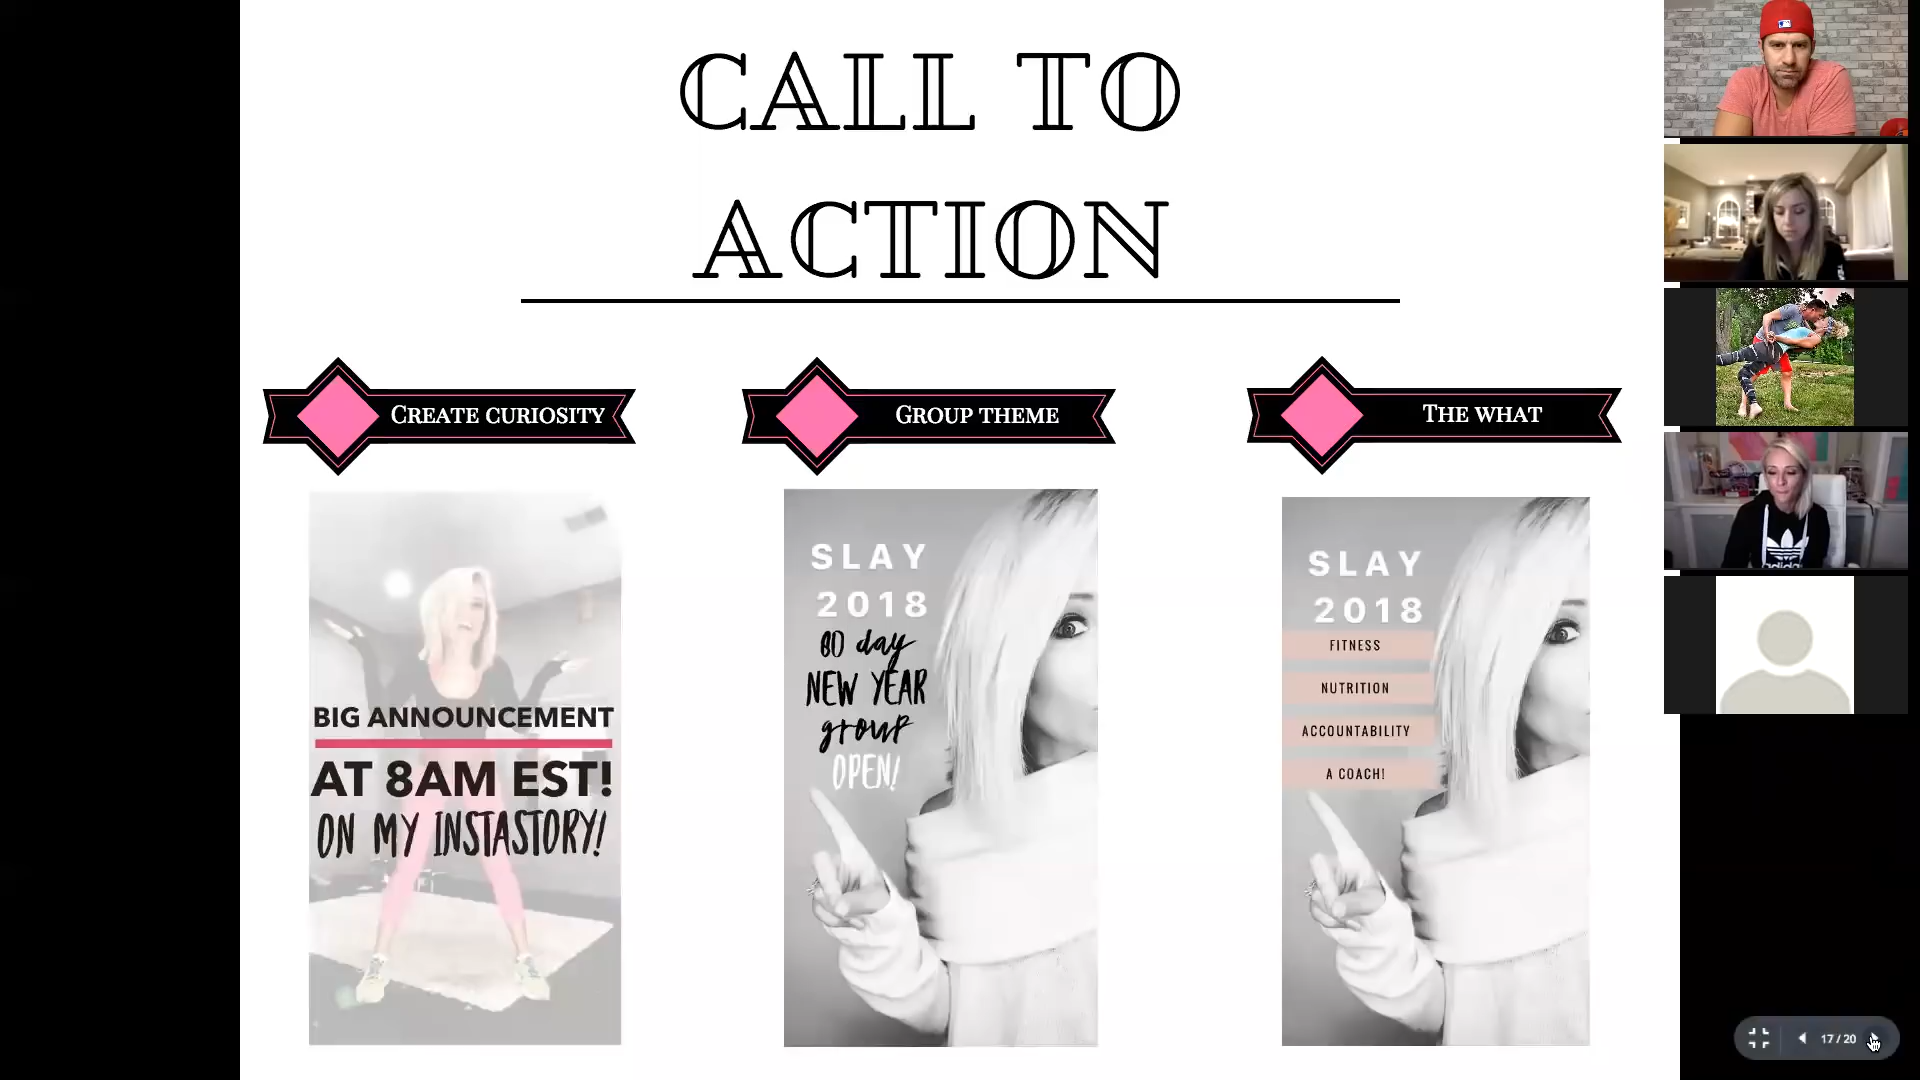 CALL TO
ACTION
CREATE CURIOSITY
GROUP THEME
THE WHAT
BIG ANNOUNCEMENT
AT 8AM EST!
ON MY INSTASTORY!
SLAY
2018
80 day
NEW YEAR
group
OPEN!
SLAY
2018
FITNESS
NUTRITION
ACCOUNTABILITY
A COACH!
adidas
17 / 20